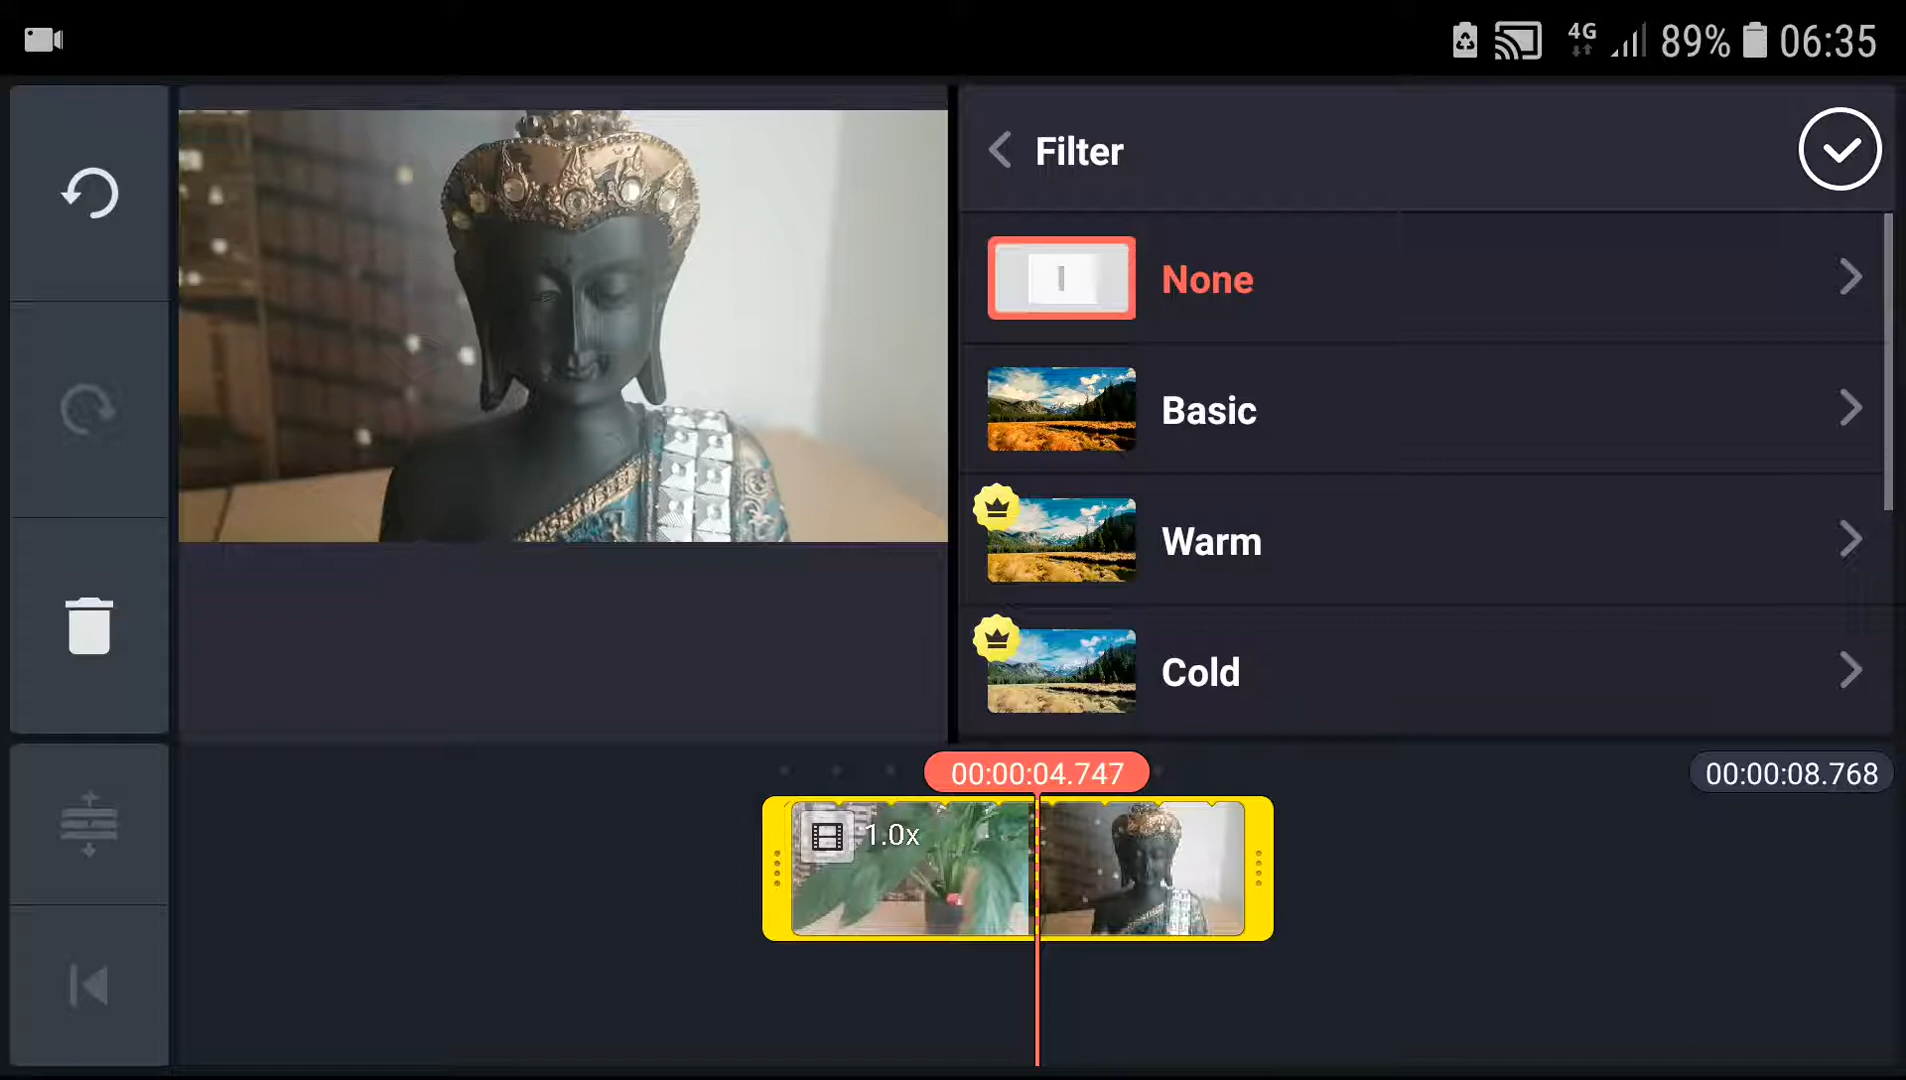 4G 89% 06:35
Filter
None
Basic
Warm
Cold
00:00:04.747
00:00:08.768
1.0x